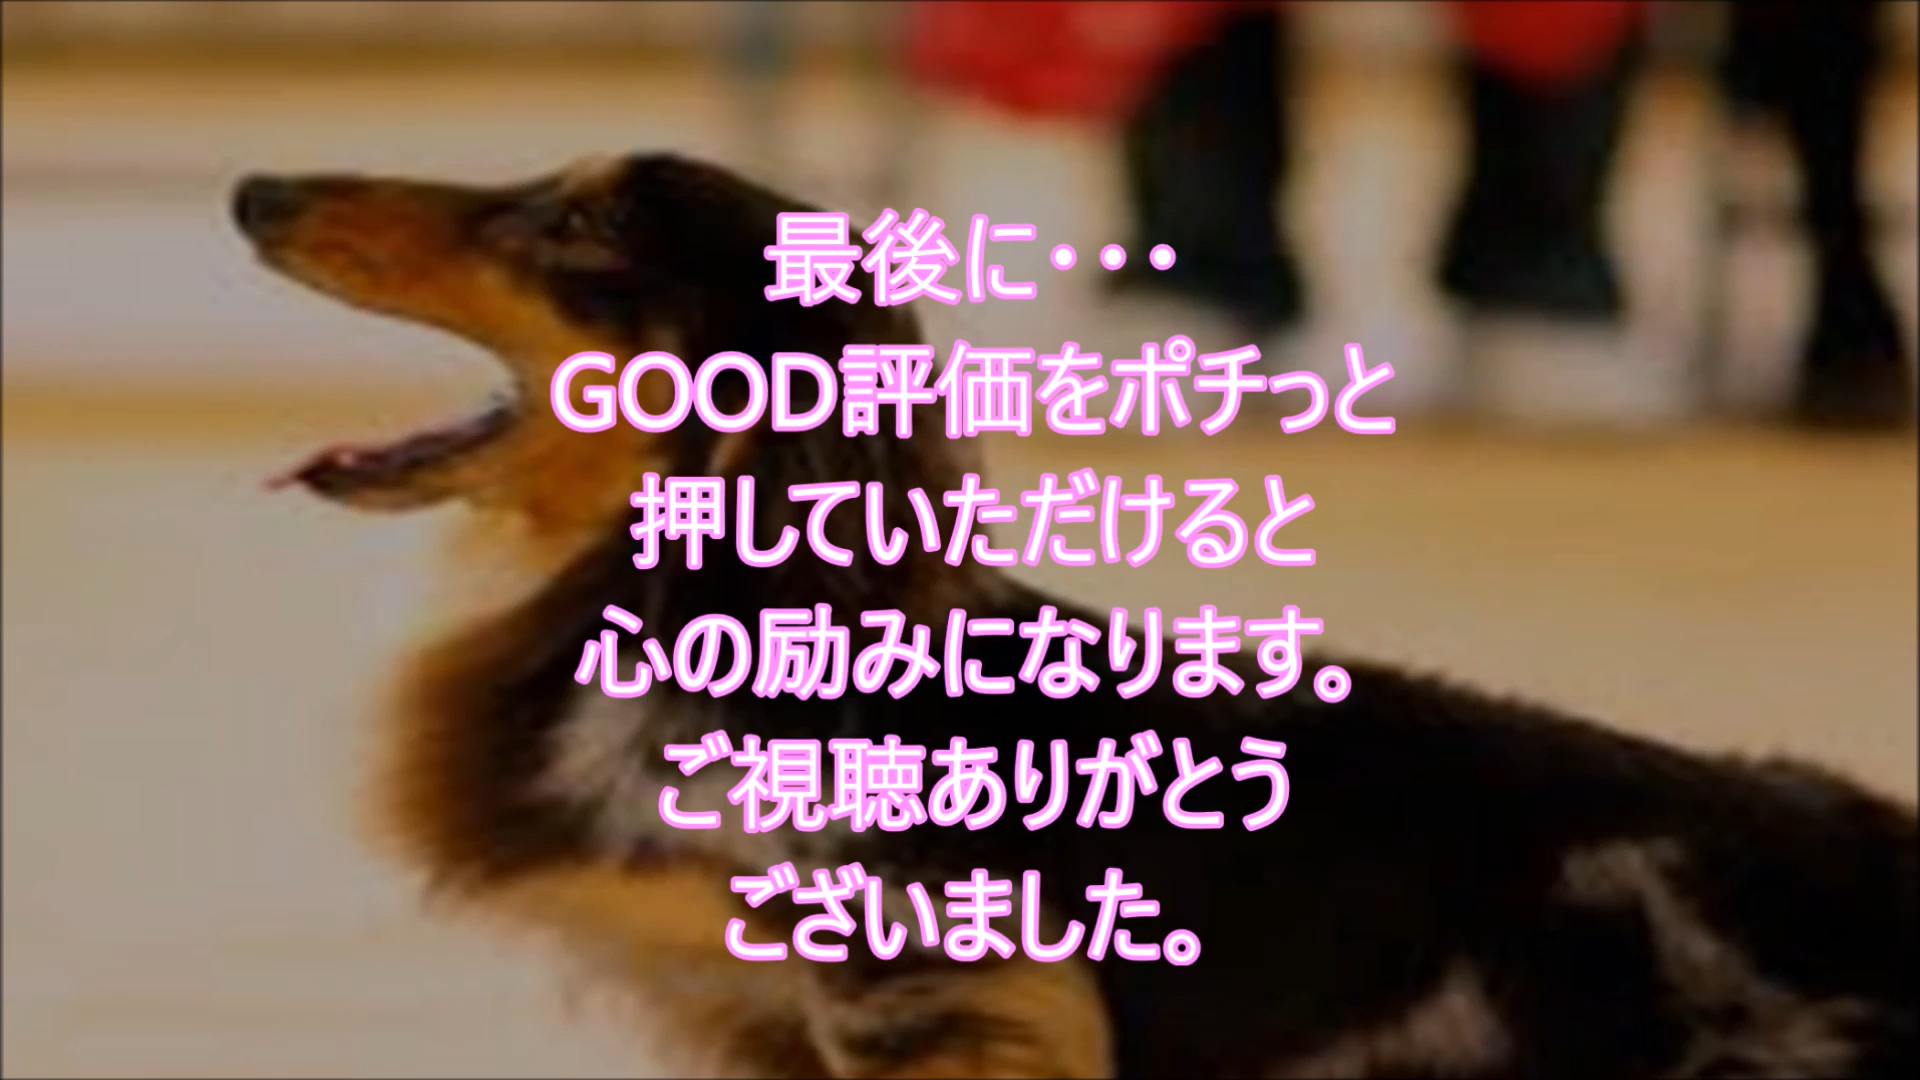 最後に・・・
GOOD評価をポチっと
押していただけると
心の励みになります。
ご視聴ありがとう
ございました。